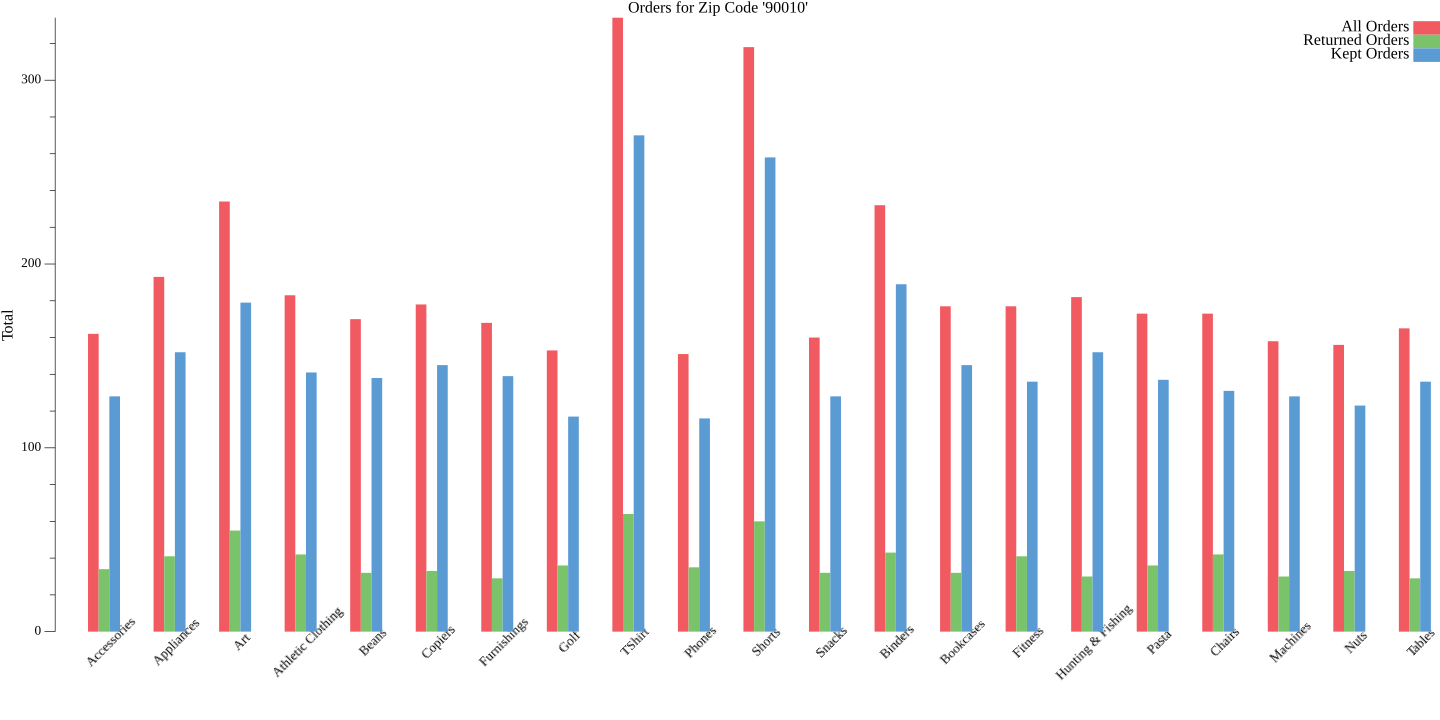 Orders for Zip Code '90010'
All Orders
Returned Orders
Kept Orders
Total
300
200
100
0
Accessories
Appliances
Art
Athletic Clothing
Beans
Copiers
Furnishings
Golf
TShirt
Phones
Shorts
Snacks
Binders
Bookcases
Fitness
Hunting & Fishing
Pasta
Chairs
Machines
Nuts
Tables